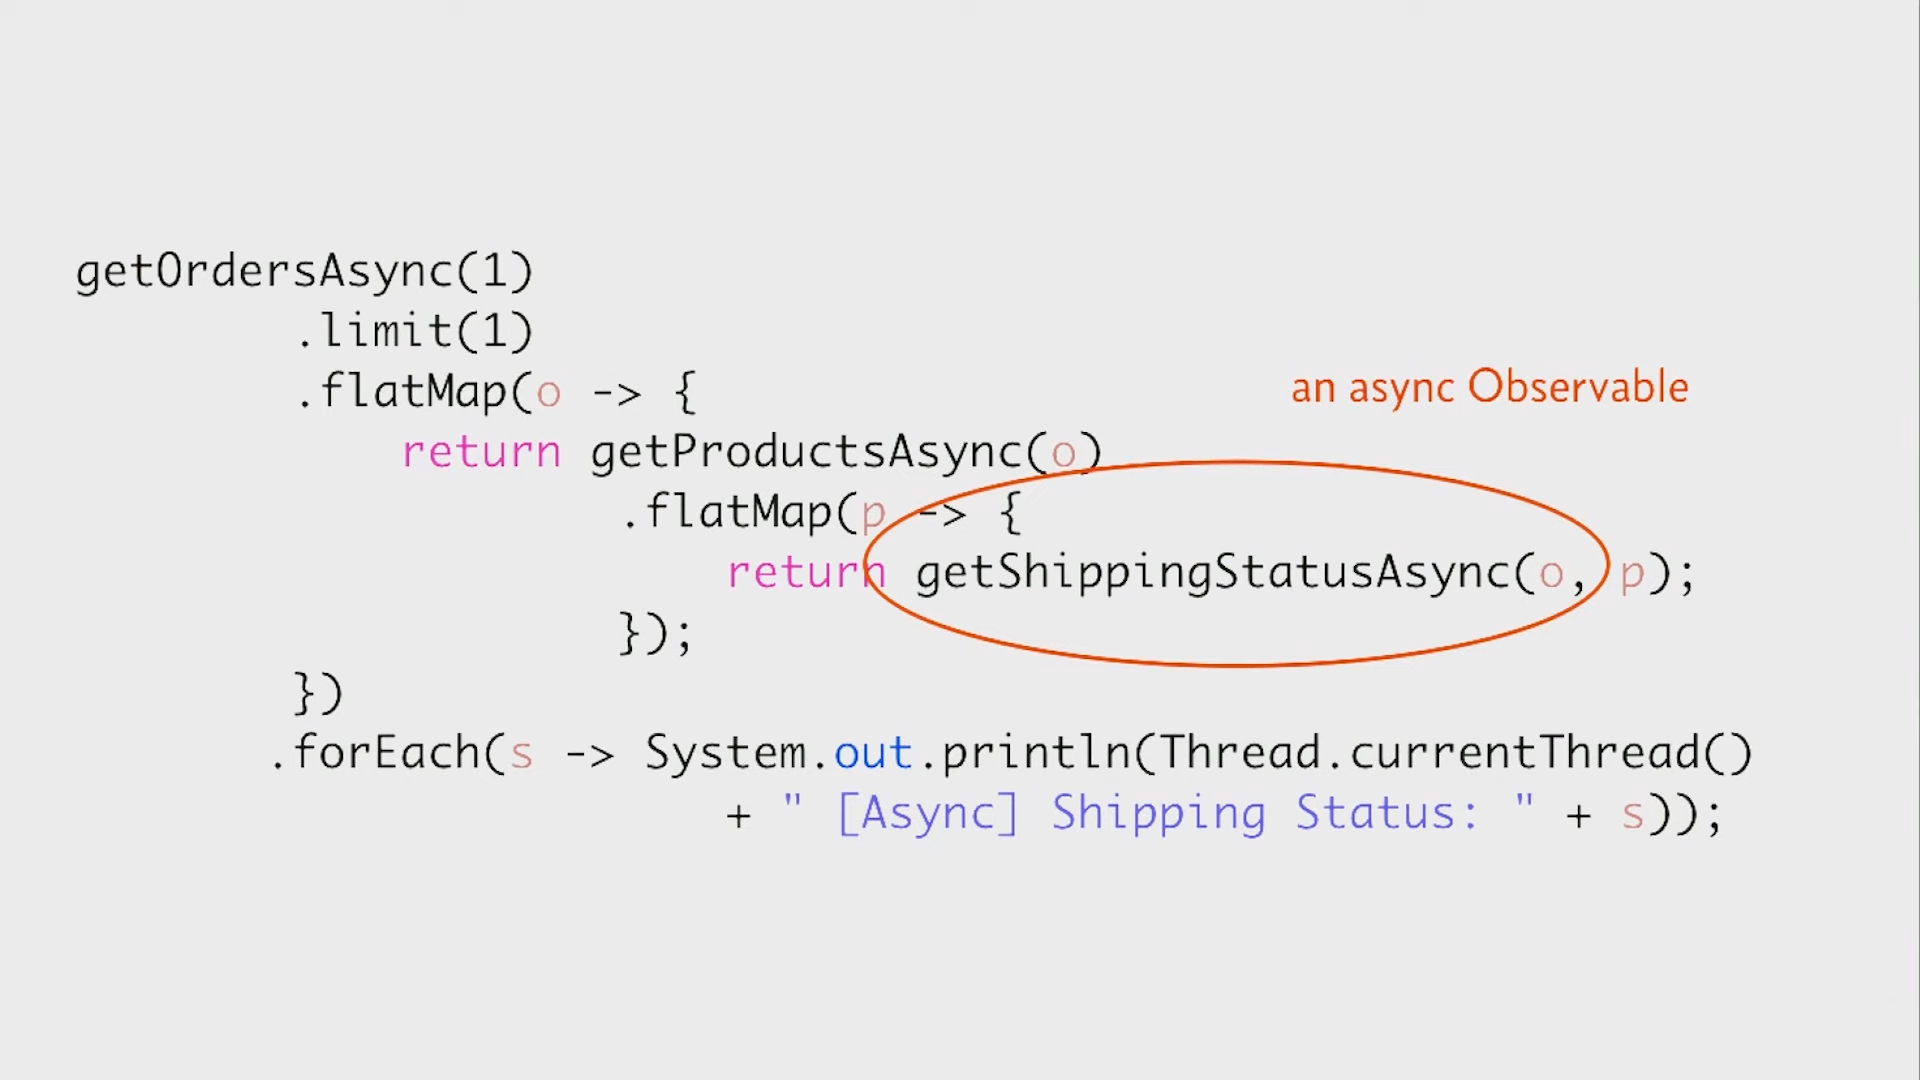 getOrdersAsync(1)
.limit(1)
.flatMap(o -> {
an async Observable
return getProductsAsync(o)
.flatMap(p -> {
return getShippingStatusAsync(o, p);
});
})
.forEach(s -> System.out.println(Thread.currentThread()
+ " [Async] Shipping Status: " + s));